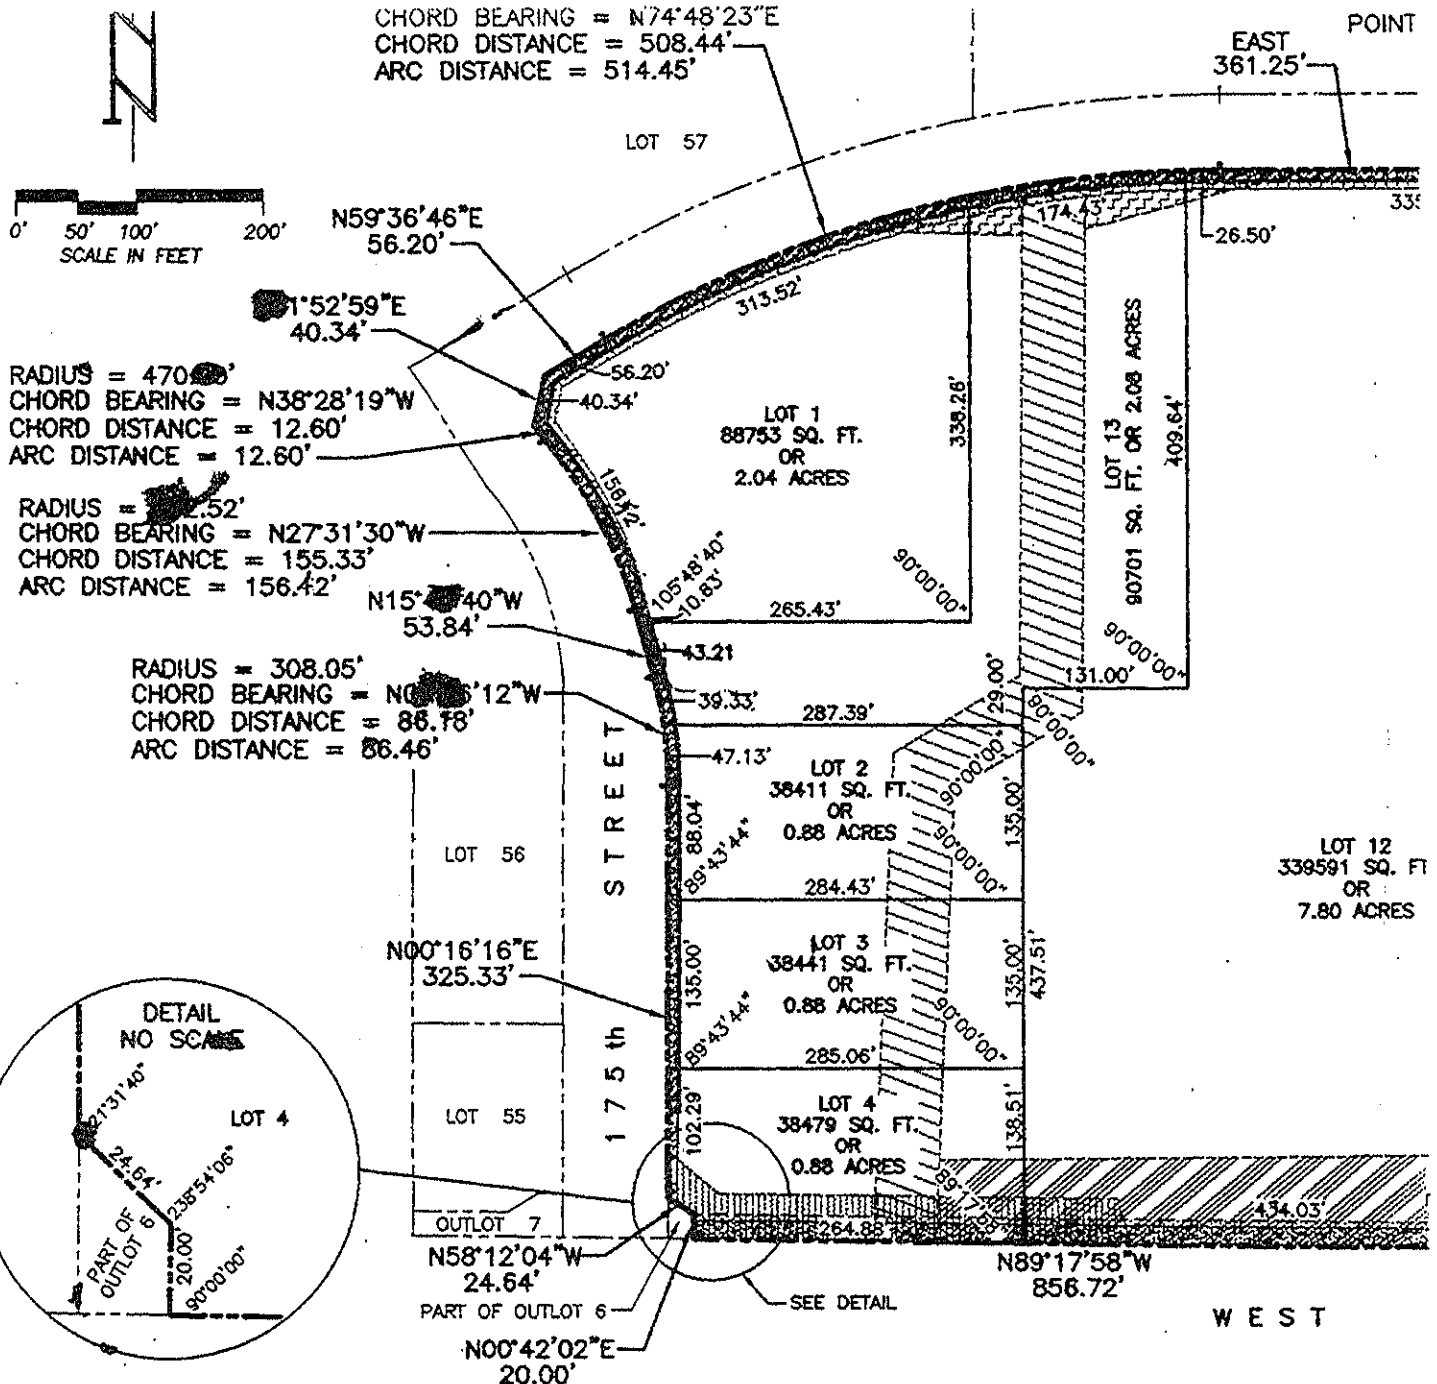 CHORD BEARING = N74°48'23"E
CHORD DISTANCE = 508.44'
ARC DISTANCE = 514.45'
POINT
EAST
361.25'
LOT 57
0' 50' 100' 200'
SCALE IN FEET
N59°36'46"E
56.20'
1°52'59"E
40.34'
RADIUS = 470
CHORD BEARING = N38°28'19"W
CHORD DISTANCE = 12.60'
ARC DISTANCE = 12.60'
RADIUS = 2.52'
CHORD BEARING = N27°31'30"W
CHORD DISTANCE = 155.33'
ARC DISTANCE = 156.42'
N15° 40"W
53.84'
RADIUS = 308.05'
CHORD BEARING = N0 6'12"W
CHORD DISTANCE = 86.18'
ARC DISTANCE = 86.46'
174.43'
335
26.50'
313.52'
56.20'
40.34'
156.42'
LOT 1
88753 SQ. FT.
OR
2.04 ACRES
338.26'
LOT 13
90701 SQ. FT. OR 2.08 ACRES
409.64'
105°48'40"
10.83'
265.43'
90°00'00"
43.21
39.33'
287.39'
29.00'
131.00'
90°00'00"
90°00'00"
47.13'
LOT 2
38411 SQ. FT.
OR
0.88 ACRES
90°00'00"
135.00'
88.04'
89°43'44"
284.43'
90°00'00"
LOT 12
339591 SQ. FT
OR
7.80 ACRES
175th STREET
LOT 56
N00°16'16"E
325.33'
LOT 3
38441 SQ. FT.
OR
0.88 ACRES
135.00'
135.00'
437.51'
89°43'44"
285.06'
90°00'00"
LOT 55
LOT 4
38479 SQ. FT.
OR
0.88 ACRES
102.29'
138.51'
264.88'
434.03'
OUTLOT 7
N58°12'04"W
24.64'
PART OF OUTLOT 6
N00°42'02"E
20.00'
SEE DETAIL
N89°17'58"W
856.72'
WEST
DETAIL
NO SCALE
21°31'40"
LOT 4
24.64'
238°54'06"
PART OF
OUTLOT 6
20.00'
90°00'00"